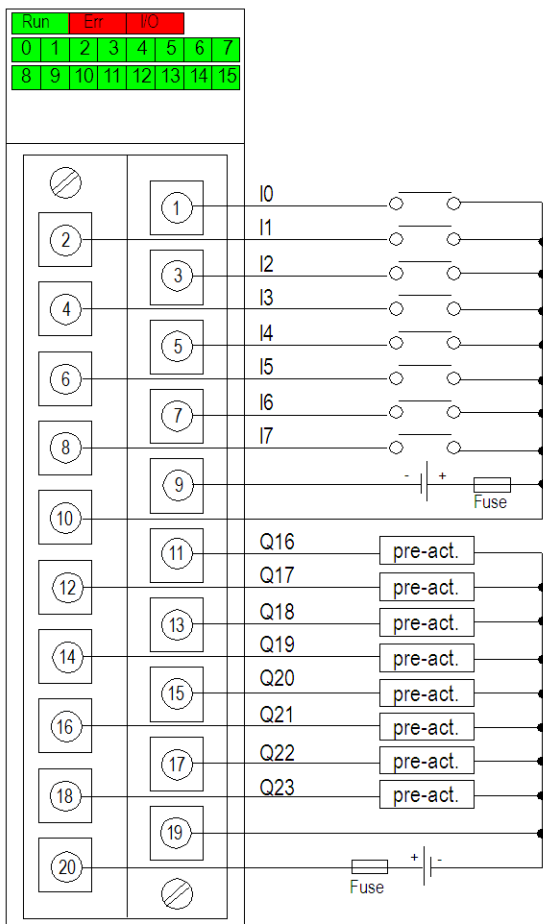 Run Err I/O
0 1 2 3 4 5 6 7
8 9 10 11 12 13 14 15
1 I0
2 I1
3 I2
4 I3
5 I4
6 I5
7 I6
8 I7
9 - +
Fuse
10
11 Q16 pre-act.
12 Q17 pre-act.
13 Q18 pre-act.
14 Q19 pre-act.
15 Q20 pre-act.
16 Q21 pre-act.
17 Q22 pre-act.
18 Q23 pre-act.
19
20 + -
Fuse